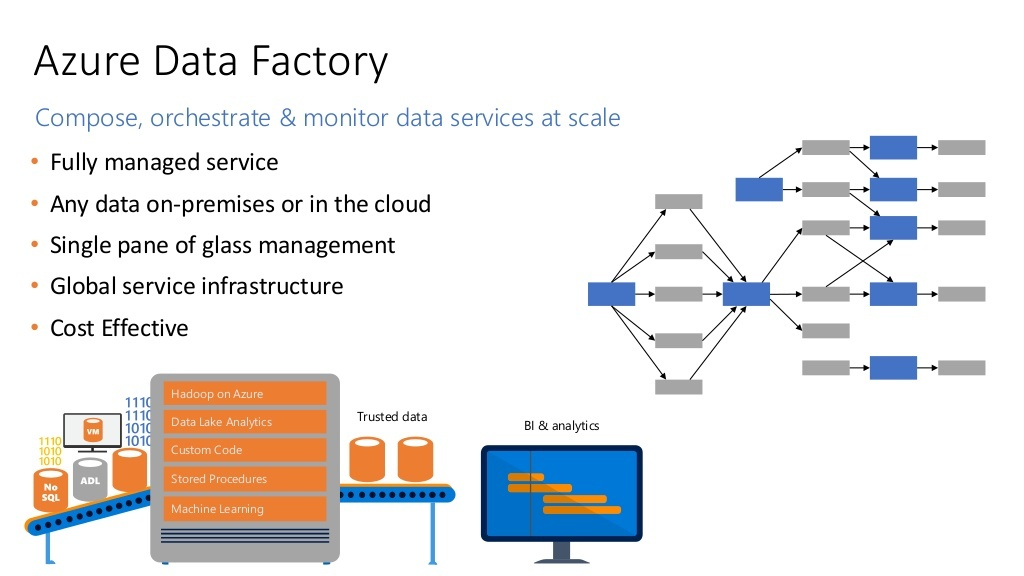 Azure Data Factory
Compose, orchestrate & monitor data services at scale
• Fully managed service
• Any data on-premises or in the cloud
• Single pane of glass management
• Global service infrastructure
• Cost Effective
Hadoop on Azure
Data Lake Analytics
Custom Code
Stored Procedures
Machine Learning
1110
1110
1010
1010
VM
1110
1010
1010
No
SQL
ADL
Trusted data
BI & analytics